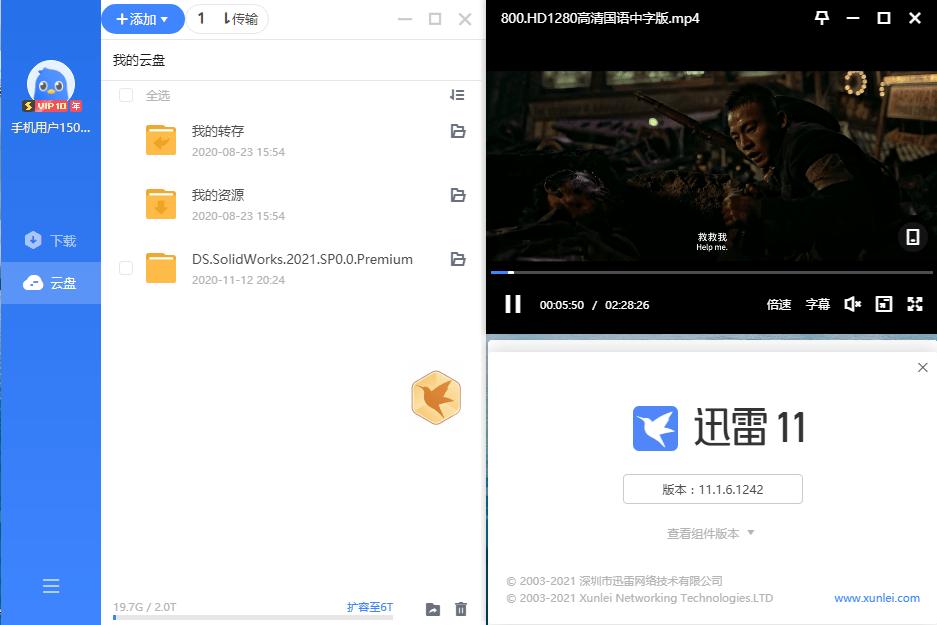 +添加
1
传输
我的云盘
全选
我的转存
2020-08-23 15:54
我的资源
2020-08-23 15:54
DS.SolidWorks.2021.SP0.0.Premium
2020-11-12 20:24
$ VIP10 年
手机用户150...
下载
云盘
19.7G / 2.0T
扩容至6T
800.HD1280高清国语中字版.mp4
救救我
Help me.
00:05:50 / 02:28:26
倍速
字幕
迅雷 11
版本：11.1.6.1242
查看组件版本
© 2003-2021 深圳市迅雷网络技术有限公司
© 2003-2021 Xunlei Networking Technologies.LTD
www.xunlei.com